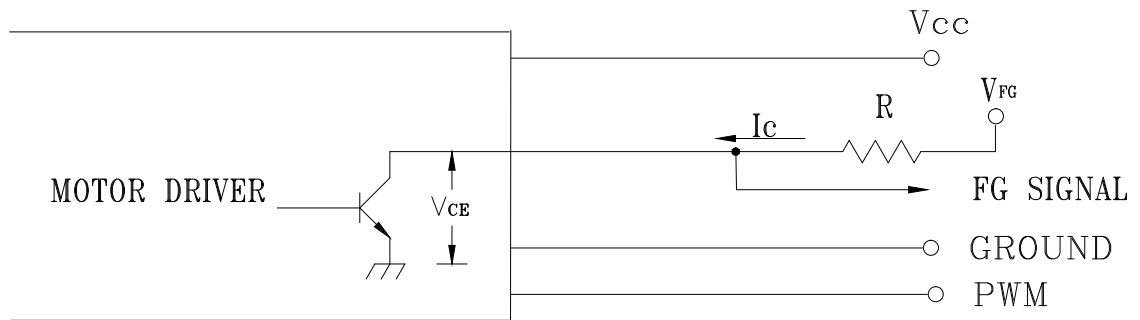 Vcc
VFG
R
Ic
MOTOR DRIVER
VCE
FG SIGNAL
GROUND
PWM